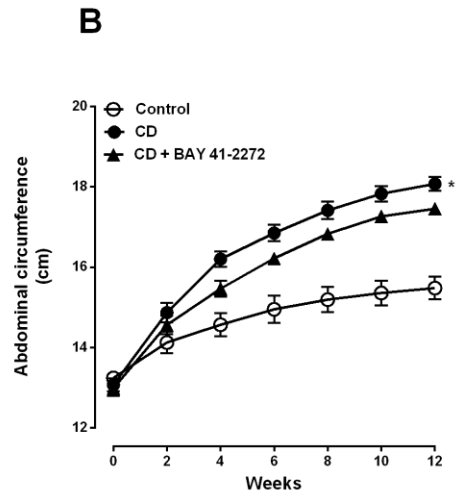 B
20
Control
CD
CD + BAY 41-2272
18
*
16
14
12
Abdominal circumference
(cm)
0 2 4 6 8 10 12
Weeks